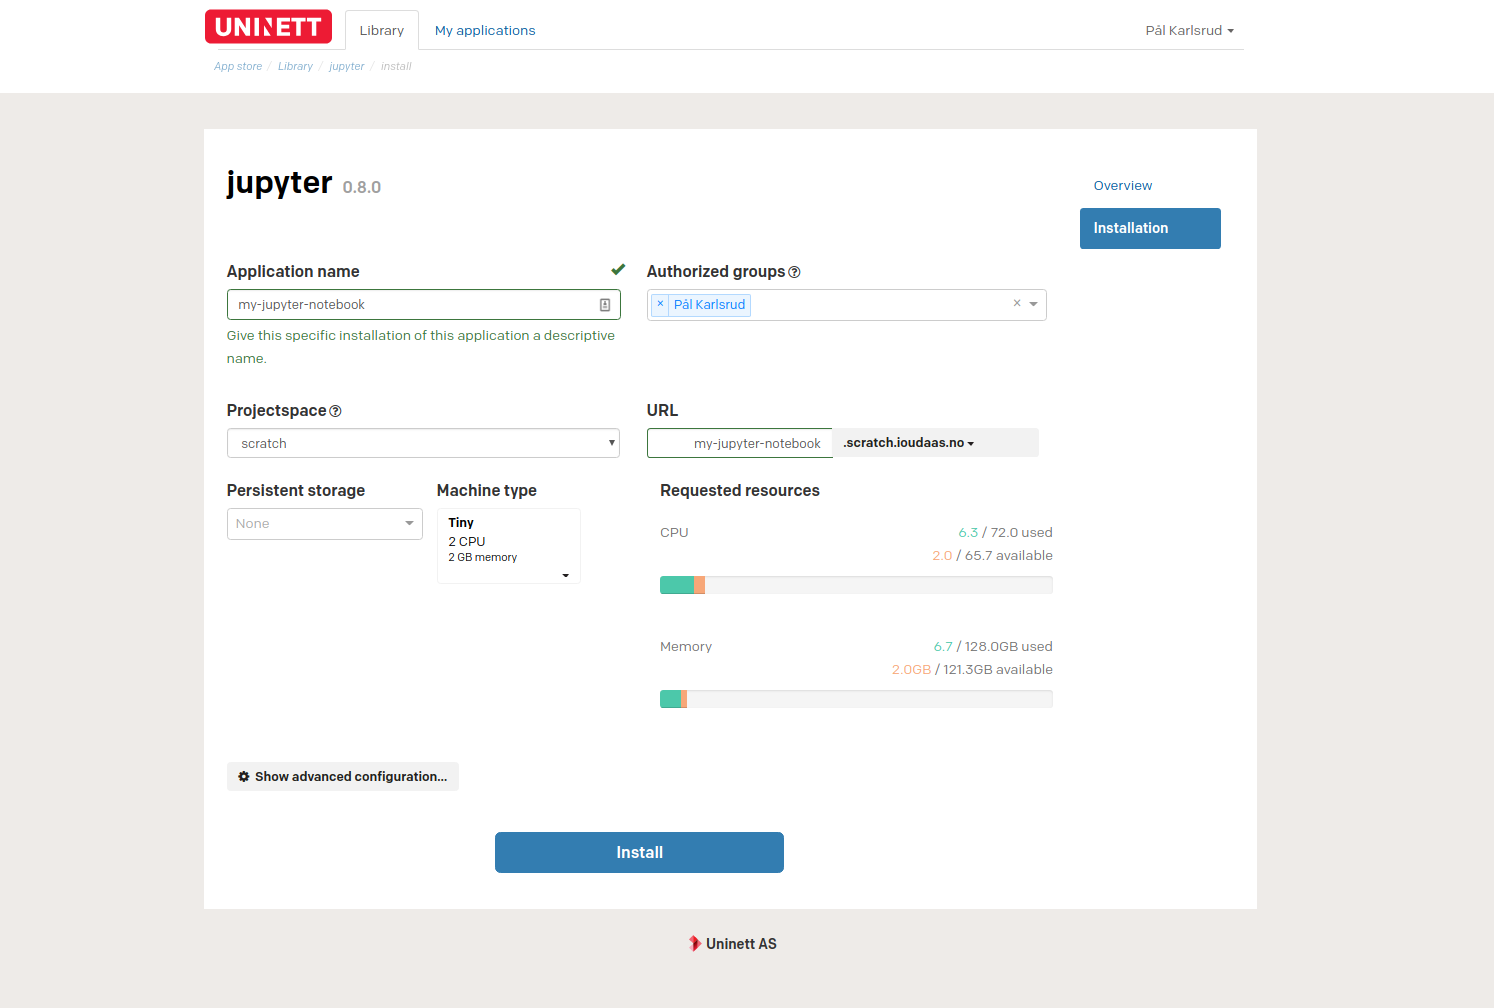 UNINETT
Library
My applications
Pål Karlsrud
App store / Library / jupyter / install
jupyter 0.8.0
Overview
Installation
Application name
my-jupyter-notebook
Give this specific installation of this application a descriptive
name.
Authorized groups
× Pål Karlsrud ×
Projectspace
scratch
URL
my-jupyter-notebook .scratch.ioudaas.no
Persistent storage
None
Machine type
Tiny
2 CPU
2 GB memory
Requested resources
CPU 6.3 / 72.0 used
2.0 / 65.7 available
Memory 6.7 / 128.0GB used
2.0GB / 121.3GB available
Show advanced configuration...
Install
Uninett AS